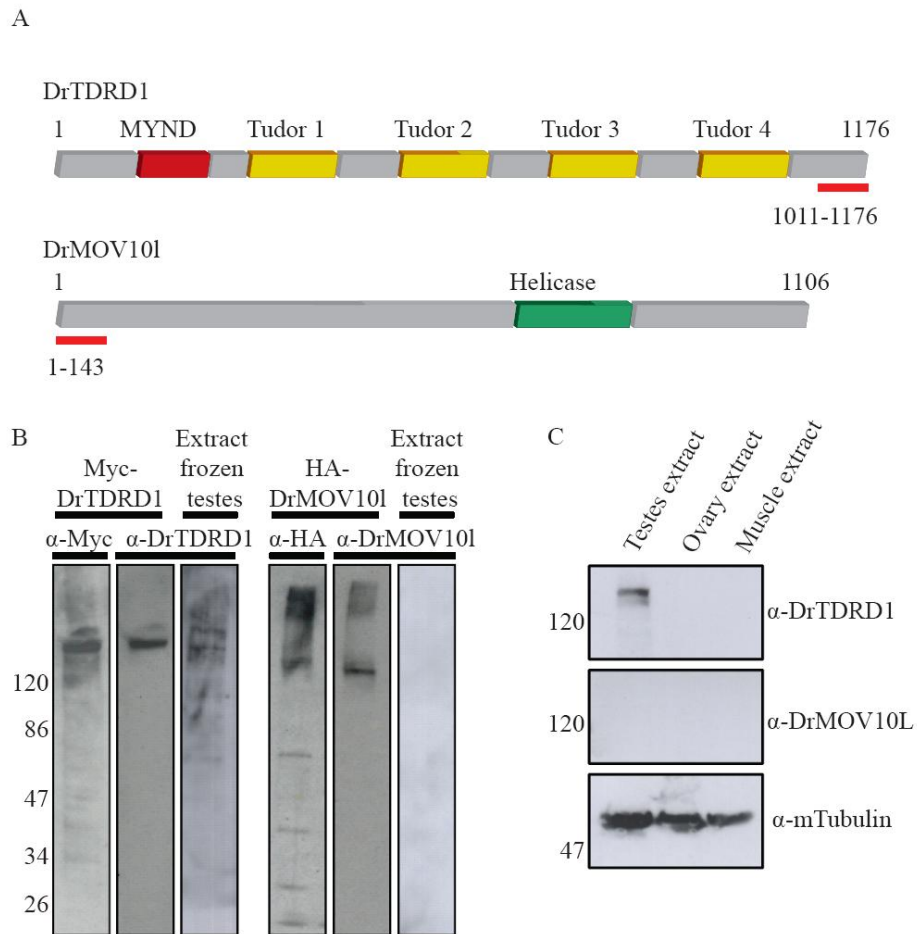 A
DrTDRD1
1 MYND Tudor 1 Tudor 2 Tudor 3 Tudor 4 1176
1011-1176
DrMOV10l
1 Helicase 1106
1-143
B
Myc-
DrTDRD1
Extract
frozen
testes
HA-
DrMOV10l
Extract
frozen
testes
α-Myc α-DrTDRD1 α-HA α-DrMOV10l
120
86
47
34
26
C
Testes extract
Ovary extract
Muscle extract
120 α-DrTDRD1
120 α-DrMOV10L
47 α-mTubulin